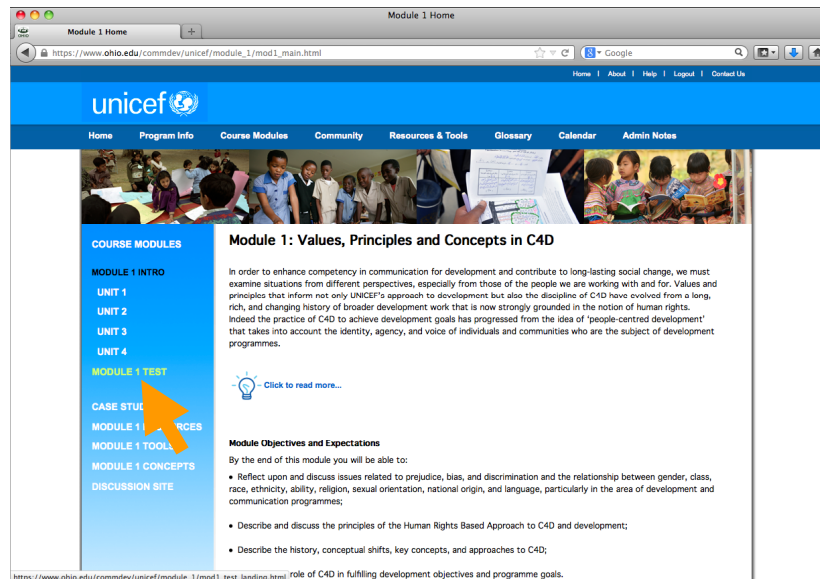 Module 1 Home
OHIO
Module 1 Home
+
https://www.ohio.edu/commdev/unicef/module_1/mod1_main.html
Google
Home | About | Help | Logout | Contact Us
unicef
Home Program Info Course Modules Community Resources & Tools Glossary Calendar Admin Notes
COURSE MODULES
MODULE 1 INTRO
UNIT 1
UNIT 2
UNIT 3
UNIT 4
MODULE 1 TEST
CASE
MODULE 1
MODULE 1
MODULE 1 CONCEPTS
DISCUSSION SITE
Module 1: Values, Principles and Concepts in C4D
In order to enhance competency in communication for development and contribute to long-lasting social change, we must
examine situations from different perspectives, especially from those of the people we are working with and for. Values and
principles that inform not only UNICEF's approach to development but also the discipline of C4D have evolved from a long,
rich, and changing history of broader development work that is now strongly grounded in the notion of human rights.
Indeed the practice of C4D to achieve development goals has progressed from the idea of 'people-centred development'
that takes into account the identity, agency, and voice of individuals and communities who are the subject of development
programmes.
Click to read more...
Module Objectives and Expectations
By the end of this module you will be able to:
• Reflect upon and discuss issues related to prejudice, bias, and discrimination and the relationship between gender, class,
race, ethnicity, ability, religion, sexual orientation, national origin, and language, particularly in the area of development and
communication programmes;
• Describe and discuss the principles of the Human Rights Based Approach to C4D and development;
• Describe the history, conceptual shifts, key concepts, and approaches to C4D;
role of C4D in fulfilling development objectives and programme goals.
https://www.ohio.edu/commdev/unicef/module_1/mod1_test_landing.html